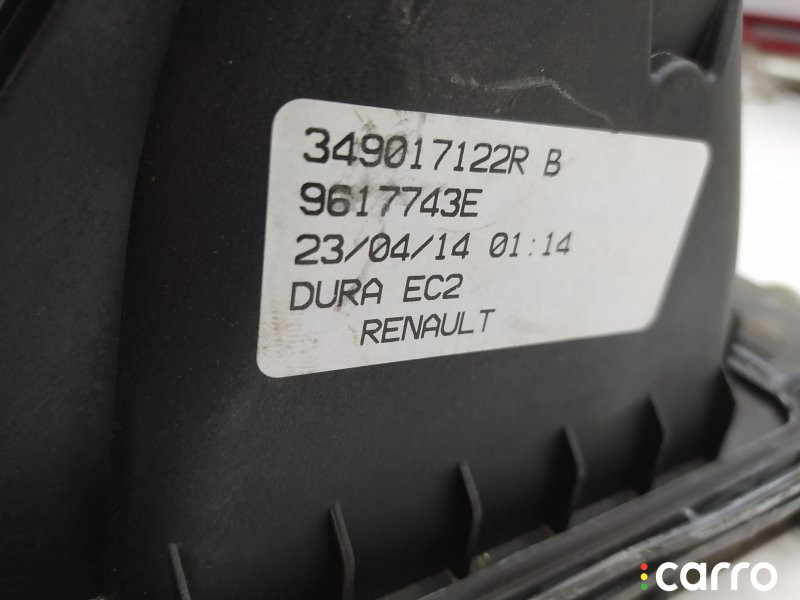 349017122R B
9617743E
23/04/14 01:14
DURA EC2
RENAULT
carro